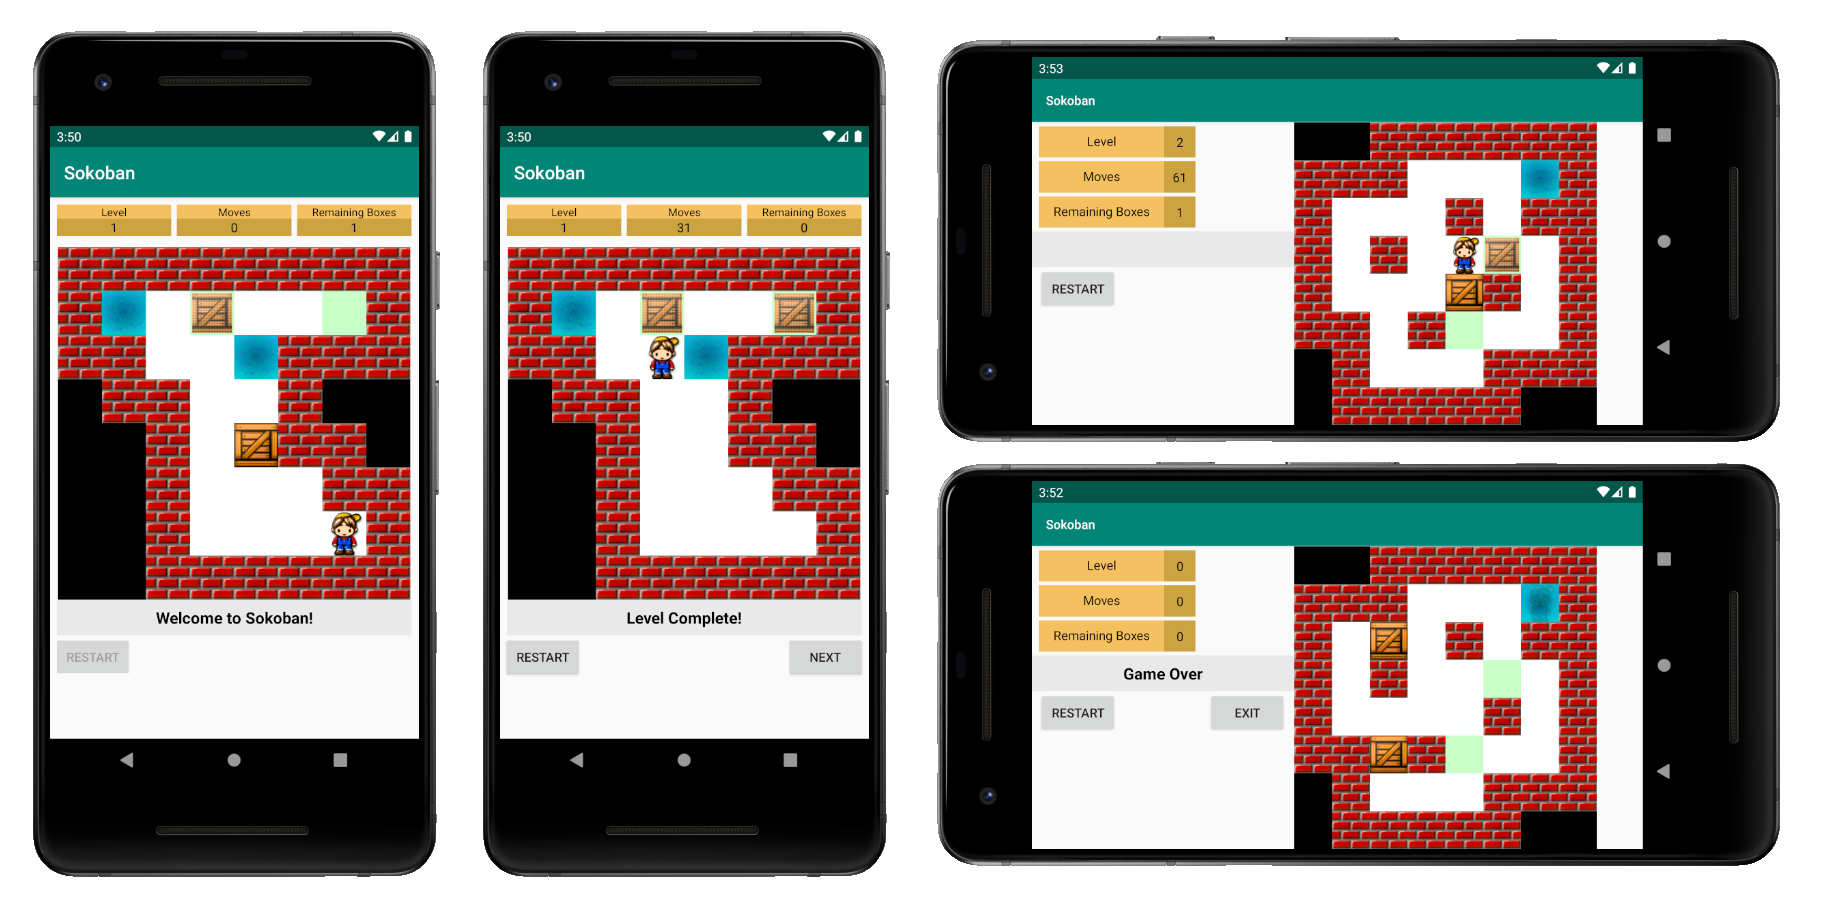 3:50
Sokoban
Level Moves Remaining Boxes
1 0 1
Welcome to Sokoban!
RESTART
3:50
Sokoban
Level Moves Remaining Boxes
1 31 0
Level Complete!
RESTART NEXT
3:53
Sokoban
Level 2
Moves 61
Remaining Boxes 1
RESTART
3:52
Sokoban
Level 0
Moves 0
Remaining Boxes 0
Game Over
RESTART EXIT